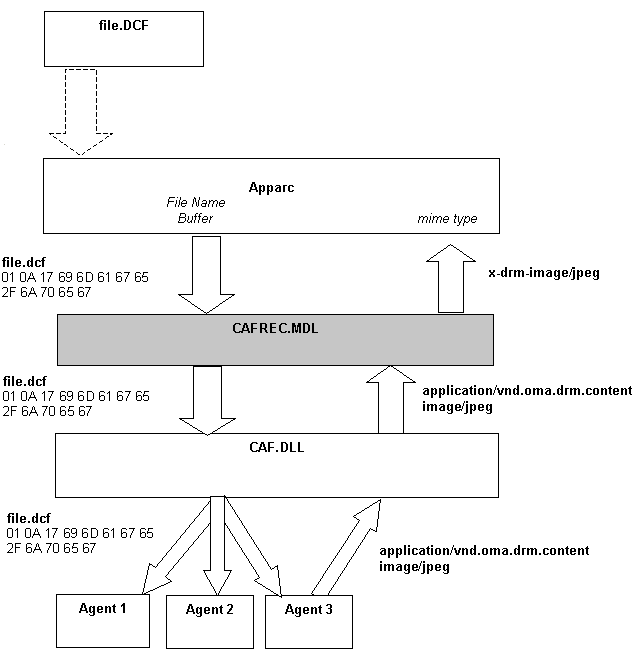 file.DCF
Apparc
File Name
Buffer
mime type
file.dcf
01 0A 17 69 6D 61 67 65
2F 6A 70 65 67
x-drm-image/jpeg
CAFREC.MDL
file.dcf
01 0A 17 69 6D 61 67 65
2F 6A 70 65 67
application/vnd.oma.drm.content
image/jpeg
CAF.DLL
file.dcf
01 0A 17 69 6D 61 67 65
2F 6A 70 65 67
application/vnd.oma.drm.content
image/jpeg
Agent 1
Agent 2
Agent 3